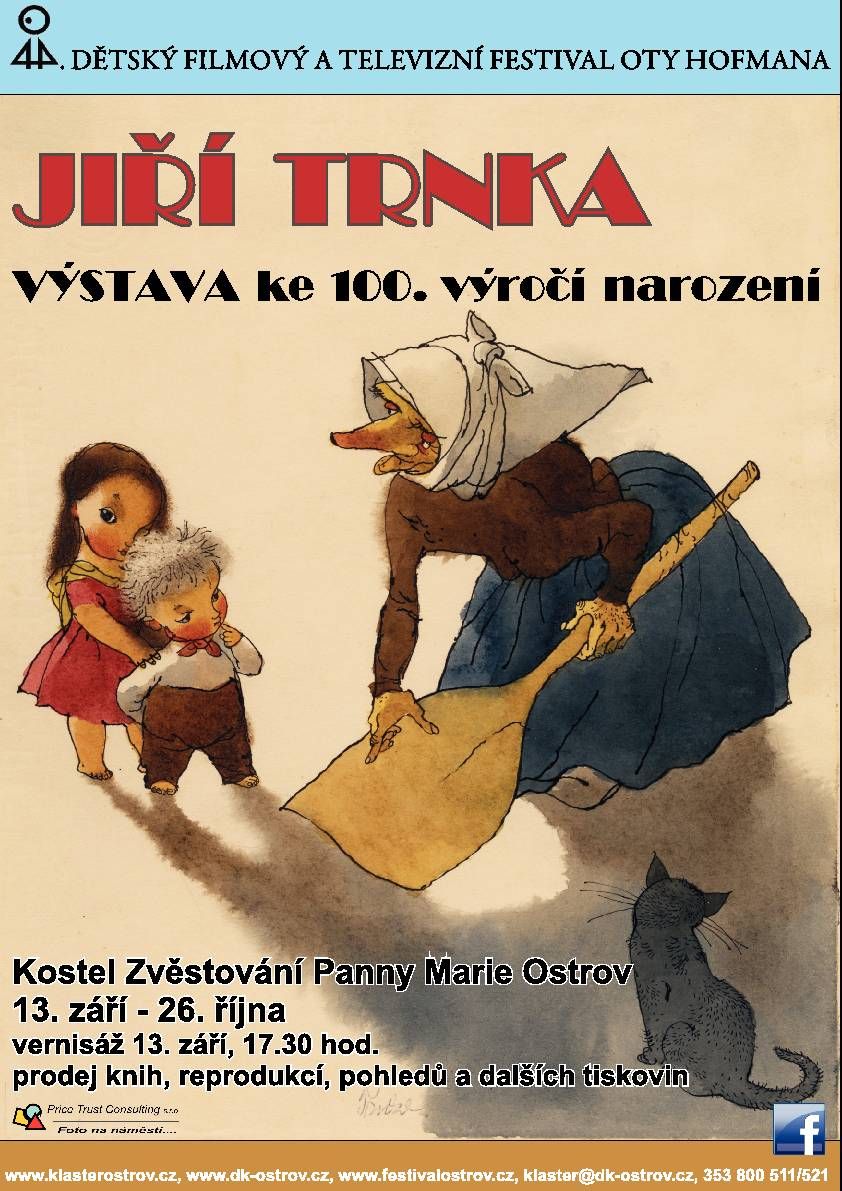 44. DĚTSKÝ FILMOVÝ A TELEVIZNÍ FESTIVAL OTY HOFMANA
JIŘÍ TRNKA
VÝSTAVA ke 100. výročí narození
Kostel Zvěstování Panny Marie Ostrov
13. září - 26. října
vernisáž 13. září, 17.30 hod.
prodej knih, reprodukcí, pohledů a dalších tiskovin
Price Trust Consulting s.r.o
Foto na náměstí....
f
www.klasterostrov.cz, www.dk-ostrov.cz, www.festivalostrov.cz, klaster@dk-ostrov.cz, 353 800 511/521